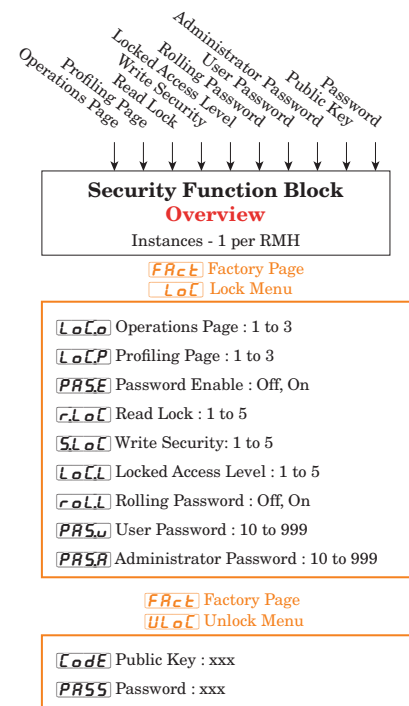 Operations Page
Profiling Page
Read Lock
Write Security
Locked Access Level
Rolling Password
User Password
Administrator Password
Public Key
Password
Security Function Block
Overview
Instances - 1 per RMH
FAct Factory Page
LoC Lock Menu
LoC.o Operations Page : 1 to 3
LoC.P Profiling Page : 1 to 3
PAS.E Password Enable : Off, On
r.LoC Read Lock : 1 to 5
S.LoC Write Security: 1 to 5
LoC.L Locked Access Level : 1 to 5
roL.L Rolling Password : Off, On
PAS.u User Password : 10 to 999
PAS.A Administrator Password : 10 to 999
FAct Factory Page
ULoC Unlock Menu
CodE Public Key : xxx
PASS Password : xxx